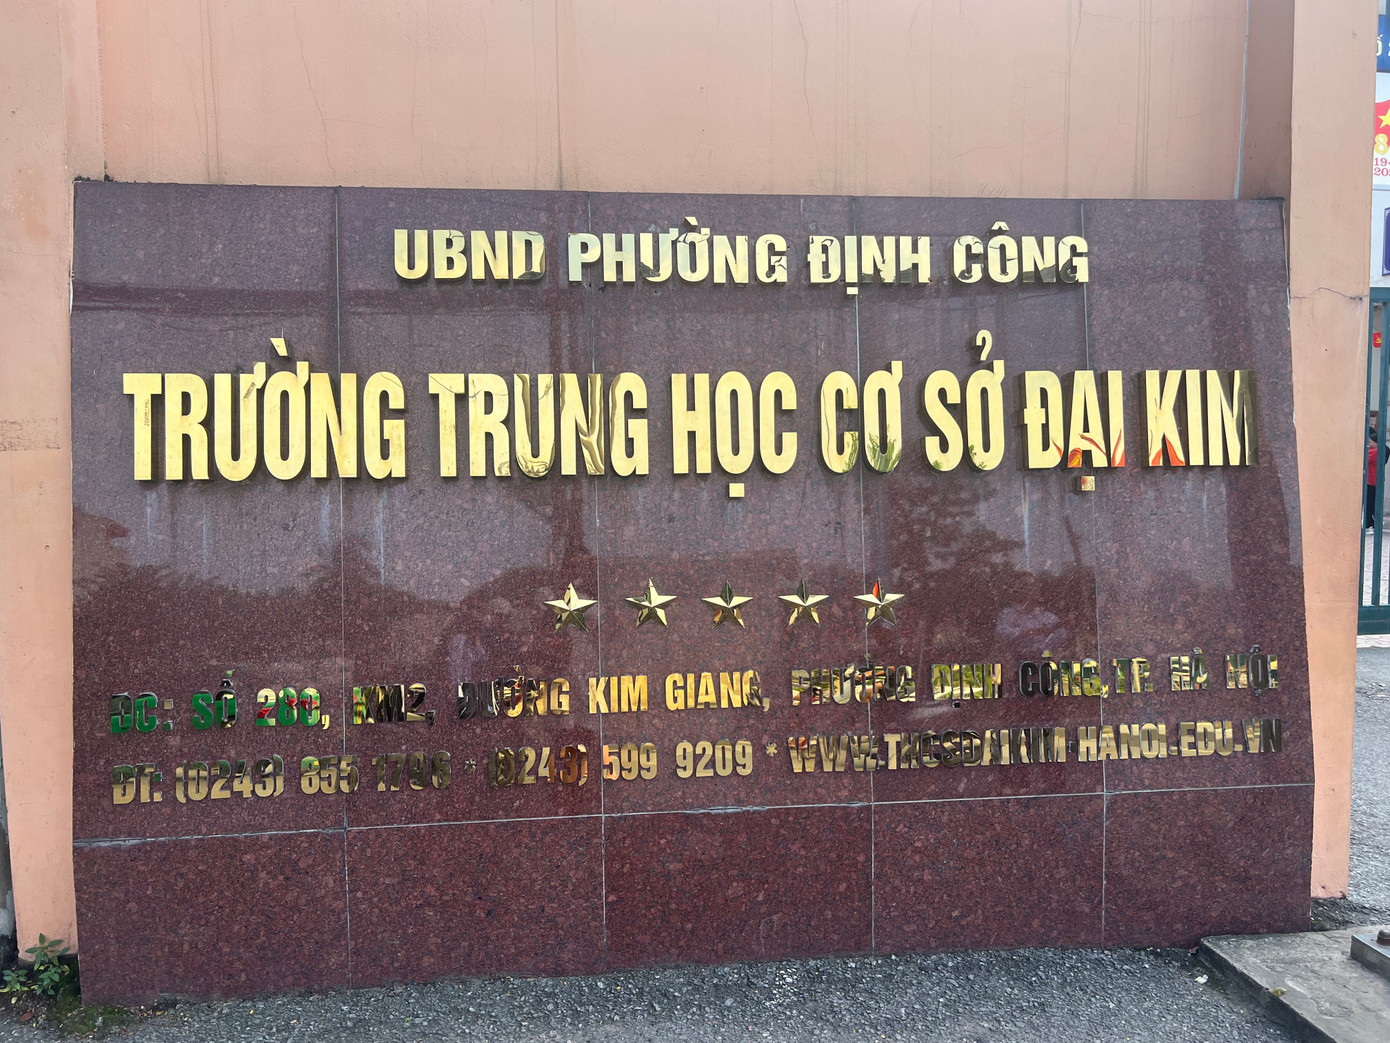 UBND PHƯỜNG ĐỊNH CÔNG
TRƯỜNG TRUNG HỌC CƠ SỞ ĐẠI KIM
ĐC: SỐ 280, KM2, ĐƯỜNG KIM GIANG, PHƯỜNG ĐỊNH CÔNG, TP. HÀ NỘI
ĐT: (0243) 855 1796 * (0243) 599 9209 * WWW.THCSDAIKIM-HANOI.EDU.VN